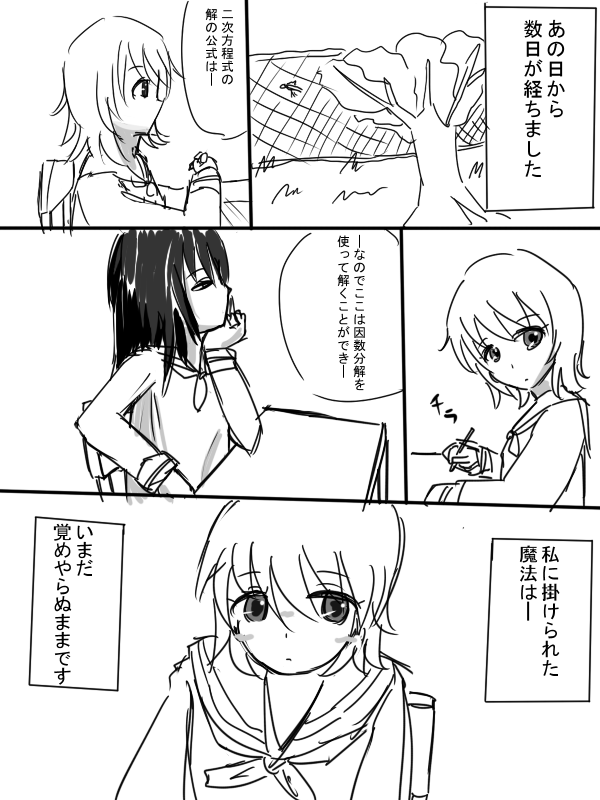 あの日から
数日が経ちました
二次方程式の
解の公式は―
チラ
―なのでここは因数分解を
使って解くことができ―
私に掛けられた
魔法は―
いまだ
覚めやらぬままです